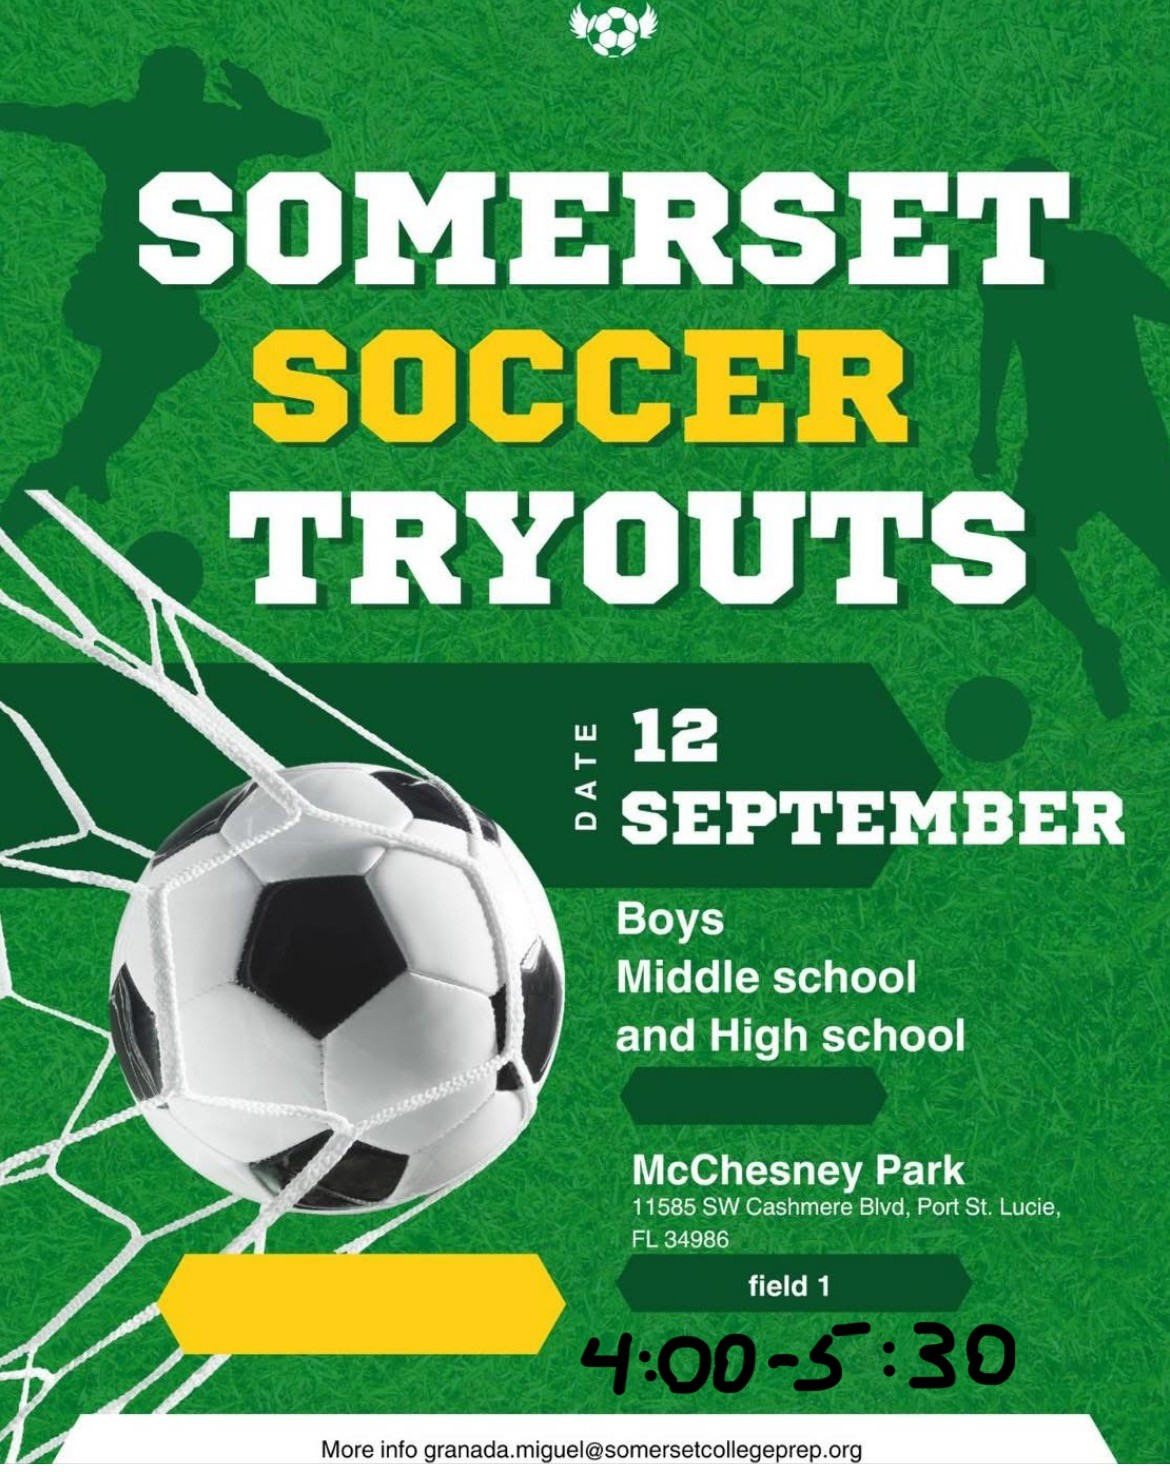 SOMERSET
SOCCER
TRYOUTS
DATE
12
SEPTEMBER
Boys
Middle school
and High school
McChesney Park
11585 SW Cashmere Blvd, Port St. Lucie,
FL 34986
field 1
4:00-5:30
More info granada.miguel@somersetcollegeprep.org